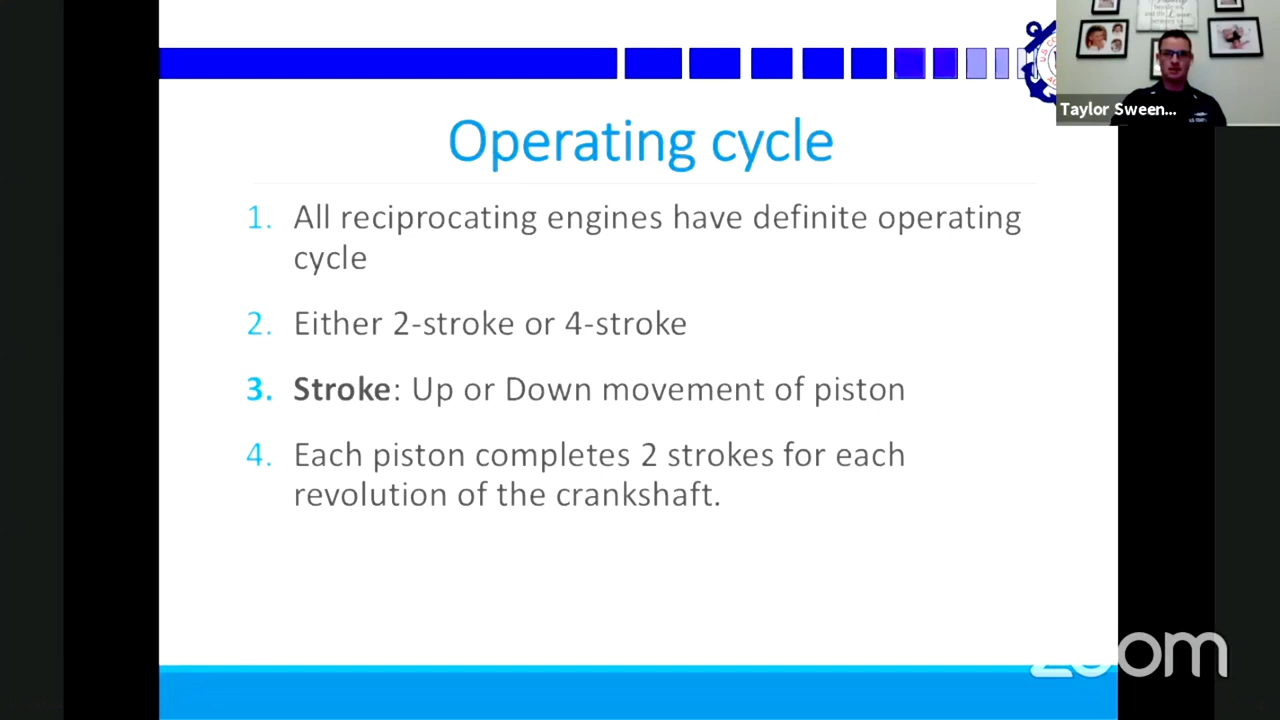 Operating cycle
1. All reciprocating engines have definite operating
cycle
2. Either 2-stroke or 4-stroke
3. Stroke: Up or Down movement of piston
4. Each piston completes 2 strokes for each
revolution of the crankshaft.
Taylor Sween...
zoom